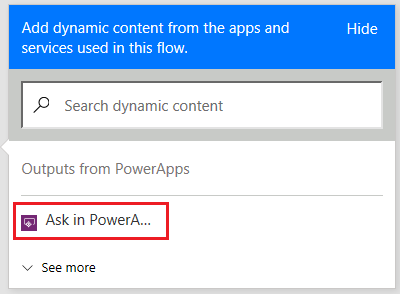 Add dynamic content from the apps and Hide
services used in this flow.
Search dynamic content
Outputs from PowerApps
Ask in PowerA...
See more